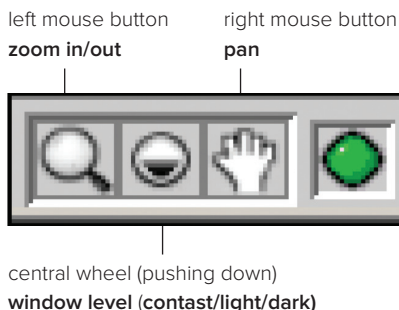 left mouse button
zoom in/out
right mouse button
pan
central wheel (pushing down)
window level (contast/light/dark)